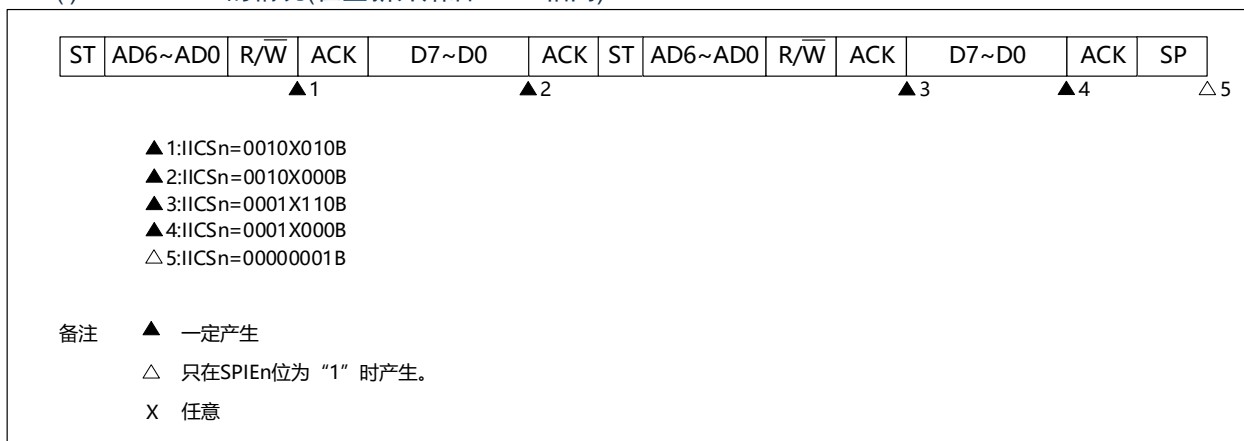 ST AD6~AD0 R/W̅ ACK D7~D0 ACK ST AD6~AD0 R/W̅ ACK D7~D0 ACK SP
▲1 ▲2 ▲3 ▲4 △5
▲1:IICSn=0010X010B
▲2:IICSn=0010X000B
▲3:IICSn=0001X110B
▲4:IICSn=0001X000B
△5:IICSn=00000001B
备注 ▲ 一定产生
△ 只在SPIEn位为“1”时产生。
X 任意